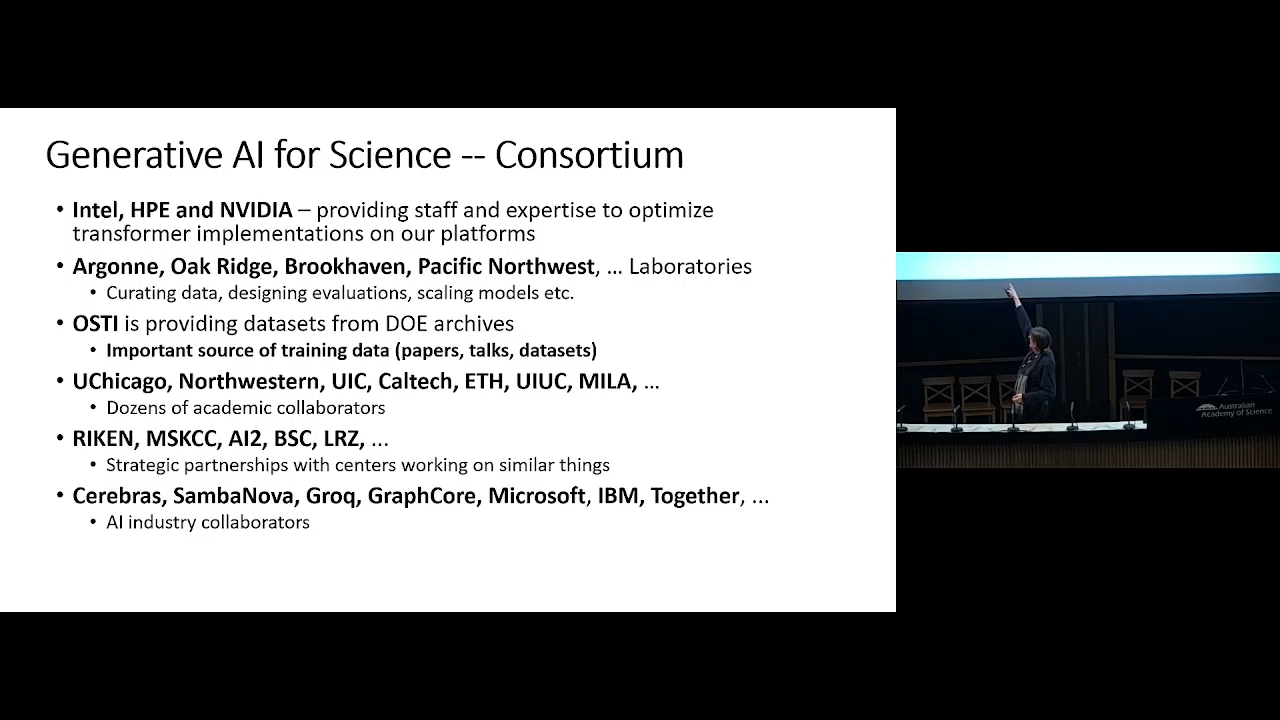 Generative AI for Science -- Consortium
• Intel, HPE and NVIDIA – providing staff and expertise to optimize
transformer implementations on our platforms
• Argonne, Oak Ridge, Brookhaven, Pacific Northwest, … Laboratories
• Curating data, designing evaluations, scaling models etc.
• OSTI is providing datasets from DOE archives
• Important source of training data (papers, talks, datasets)
• UChicago, Northwestern, UIC, Caltech, ETH, UIUC, MILA, …
• Dozens of academic collaborators
• RIKEN, MSKCC, AI2, BSC, LRZ, …
• Strategic partnerships with centers working on similar things
• Cerebras, SambaNova, Groq, GraphCore, Microsoft, IBM, Together, …
• AI industry collaborators
Australian
Academy of Science